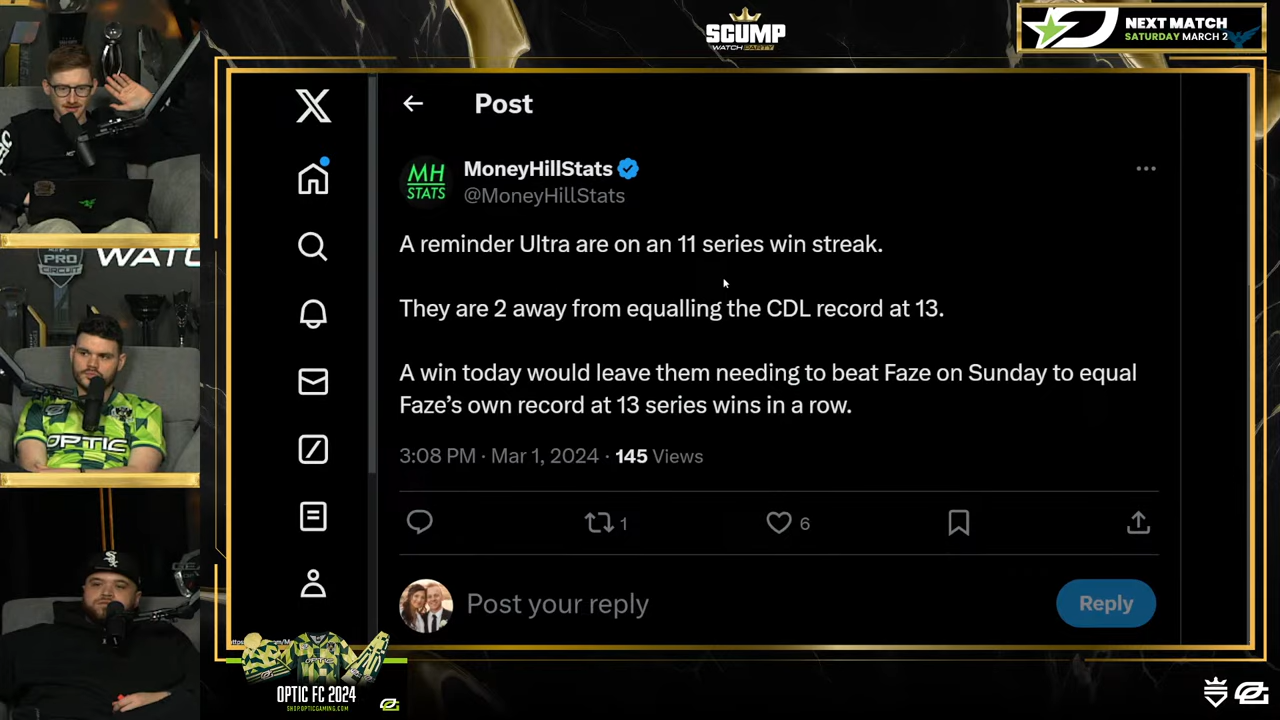 SCUMP
WATCH PARTY
NEXT MATCH
SATURDAY MARCH 2
X
Post
MH
STATS
MoneyHillStats
@MoneyHillStats
A reminder Ultra are on an 11 series win streak.
They are 2 away from equalling the CDL record at 13.
A win today would leave them needing to beat Faze on Sunday to equal
Faze's own record at 13 series wins in a row.
3:08 PM · Mar 1, 2024 · 145 Views
1
6
Post your reply
Reply
PRO
CIRCUIT
WATC
OPTIC
OPTIC FC 2024
SHOP.OPTICGAMING.COM